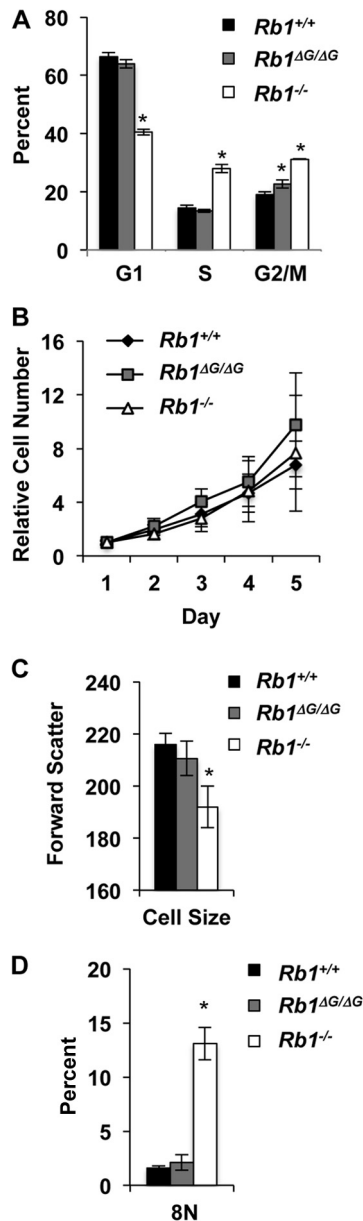 A
Rb1+/+
Rb1ΔG/ΔG
Rb1-/-
Percent
80
60
40
20
0
*
*
*
*
G1 S G2/M
B
Rb1+/+
Rb1ΔG/ΔG
Rb1-/-
Relative Cell Number
16
12
8
4
0
1 2 3 4 5
Day
C
Rb1+/+
Rb1ΔG/ΔG
Rb1-/-
Forward Scatter
240
220
200
180
160
*
Cell Size
D
Rb1+/+
Rb1ΔG/ΔG
Rb1-/-
Percent
20
15
10
5
0
*
8N